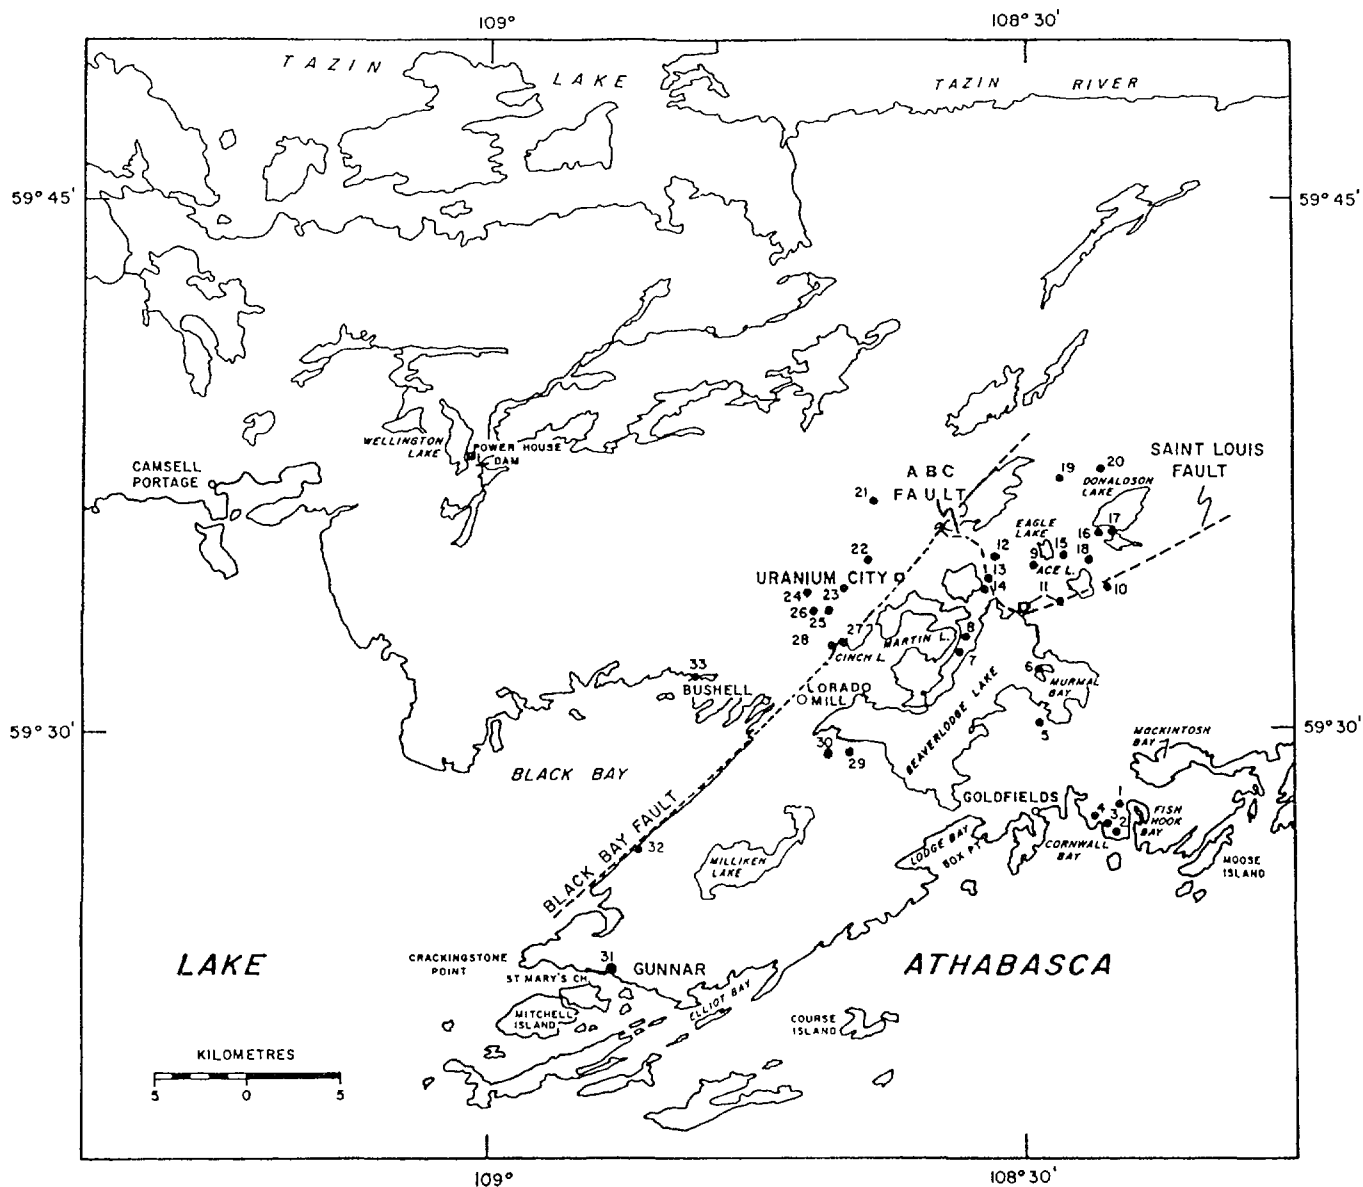 109° 108° 30'
TAZIN LAKE
TAZIN RIVER
59° 45' 59° 45'
WELLINGTON
LAKE
POWER HOUSE
DAM
CAMSELL
PORTAGE
ABC
FAULT
SAINT LOUIS
FAULT
19
20
DONALDSON
LAKE
21
EAGLE
LAKE
16
17
22
12
9
15
18
ACE L.
URANIUM CITY
13
14
11
10
24
23
26
25
27
28
CINCH L.
MARTIN L.
8
7
6
MURMAL
BAY
33
BUSHELL
LORADO
MILL
BEAVERLODGE LAKE
5
59° 30' 59° 30'
30
29
MACKINTOSH
BAY
BLACK BAY
BLACK BAY FAULT
GOLDFIELDS
1
4
3
2
FISH
HOOK
BAY
CORNWALL
BAY
LODGE BAY
BOX PT.
MOOSE
ISLAND
32
MILLIKEN
LAKE
LAKE ATHABASCA
CRACKINGSTONE
POINT
31
GUNNAR
ST MARY'S CH.
ELLIOT BAY
MITCHELL
ISLAND
COURSE
ISLAND
KILOMETRES
5 0 5
109° 108° 30'